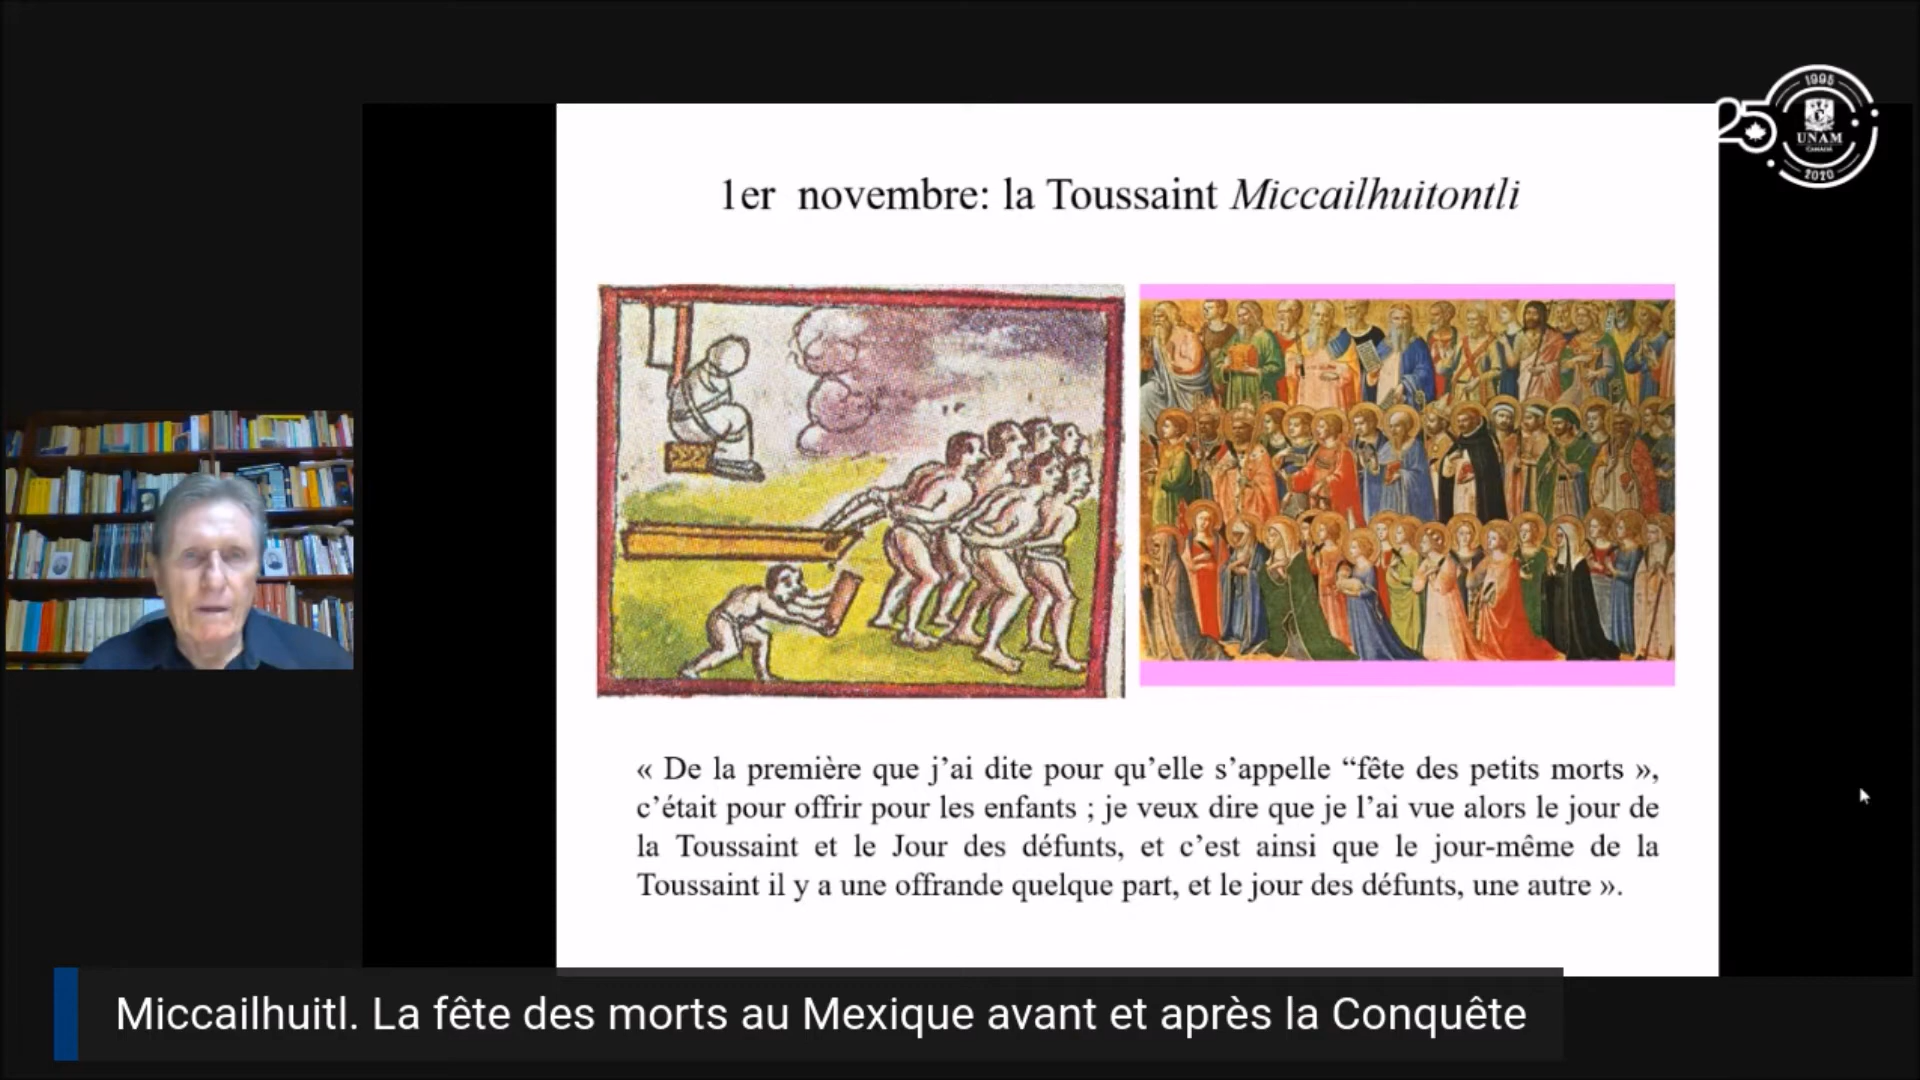 1995
25
UNAM
CANADÁ
2020
1er novembre: la Toussaint Miccailhuitontli
« De la première que j’ai dite pour qu’elle s’appelle “fête des petits morts »,
c’était pour offrir pour les enfants ; je veux dire que je l’ai vue alors le jour de
la Toussaint et le Jour des défunts, et c’est ainsi que le jour-même de la
Toussaint il y a une offrande quelque part, et le jour des défunts, une autre ».
Miccailhuitl. La fête des morts au Mexique avant et après la Conquête